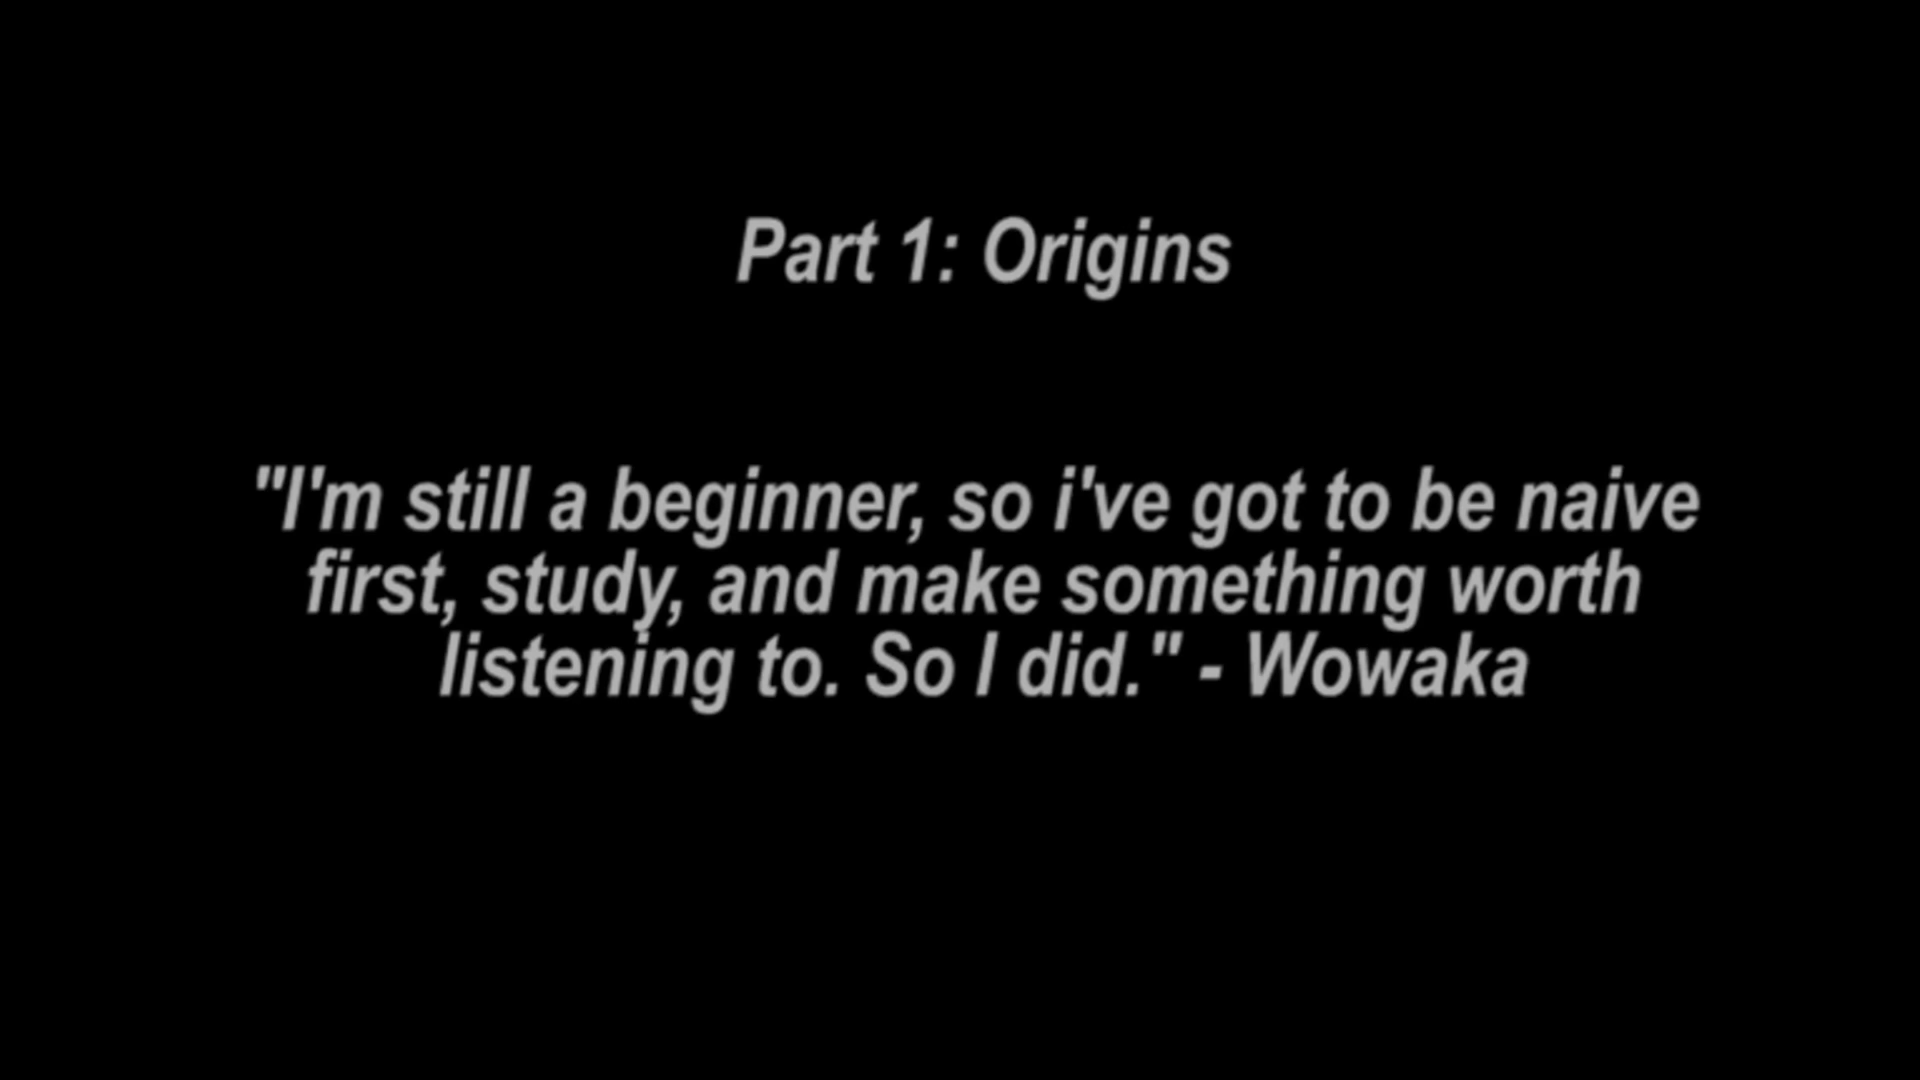 Part 1: Origins
"I'm still a beginner, so i've got to be naive
first, study, and make something worth
listening to. So I did." - Wowaka